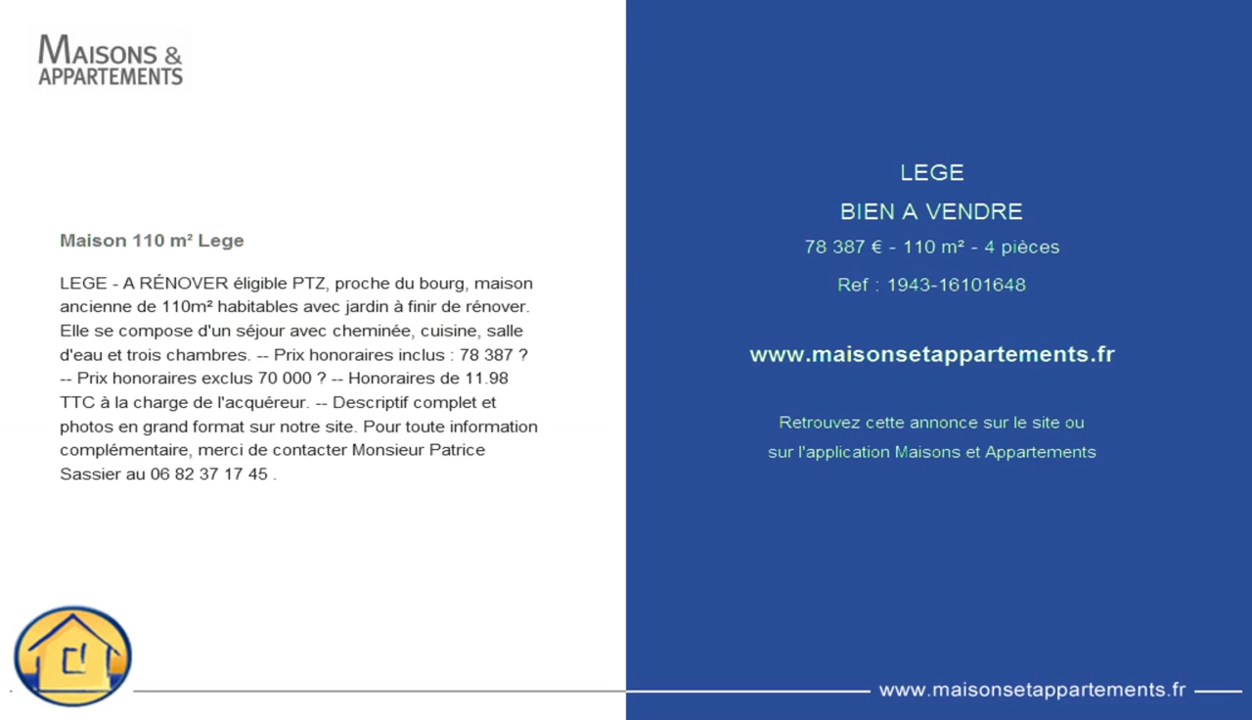 MAISONS &
APPARTEMENTS
Maison 110 m² Lege
LEGE - A RÉNOVER éligible PTZ, proche du bourg, maison
ancienne de 110m² habitables avec jardin à finir de rénover.
Elle se compose d'un séjour avec cheminée, cuisine, salle
d'eau et trois chambres. -- Prix honoraires inclus : 78 387 ?
-- Prix honoraires exclus 70 000 ? -- Honoraires de 11.98
TTC à la charge de l'acquéreur. -- Descriptif complet et
photos en grand format sur notre site. Pour toute information
complémentaire, merci de contacter Monsieur Patrice
Sassier au 06 82 37 17 45 .
LEGE
BIEN A VENDRE
78 387 € - 110 m² - 4 pièces
Ref : 1943-16101648
www.maisonsetappartements.fr
Retrouvez cette annonce sur le site ou
sur l'application Maisons et Appartements
www.maisonsetappartements.fr